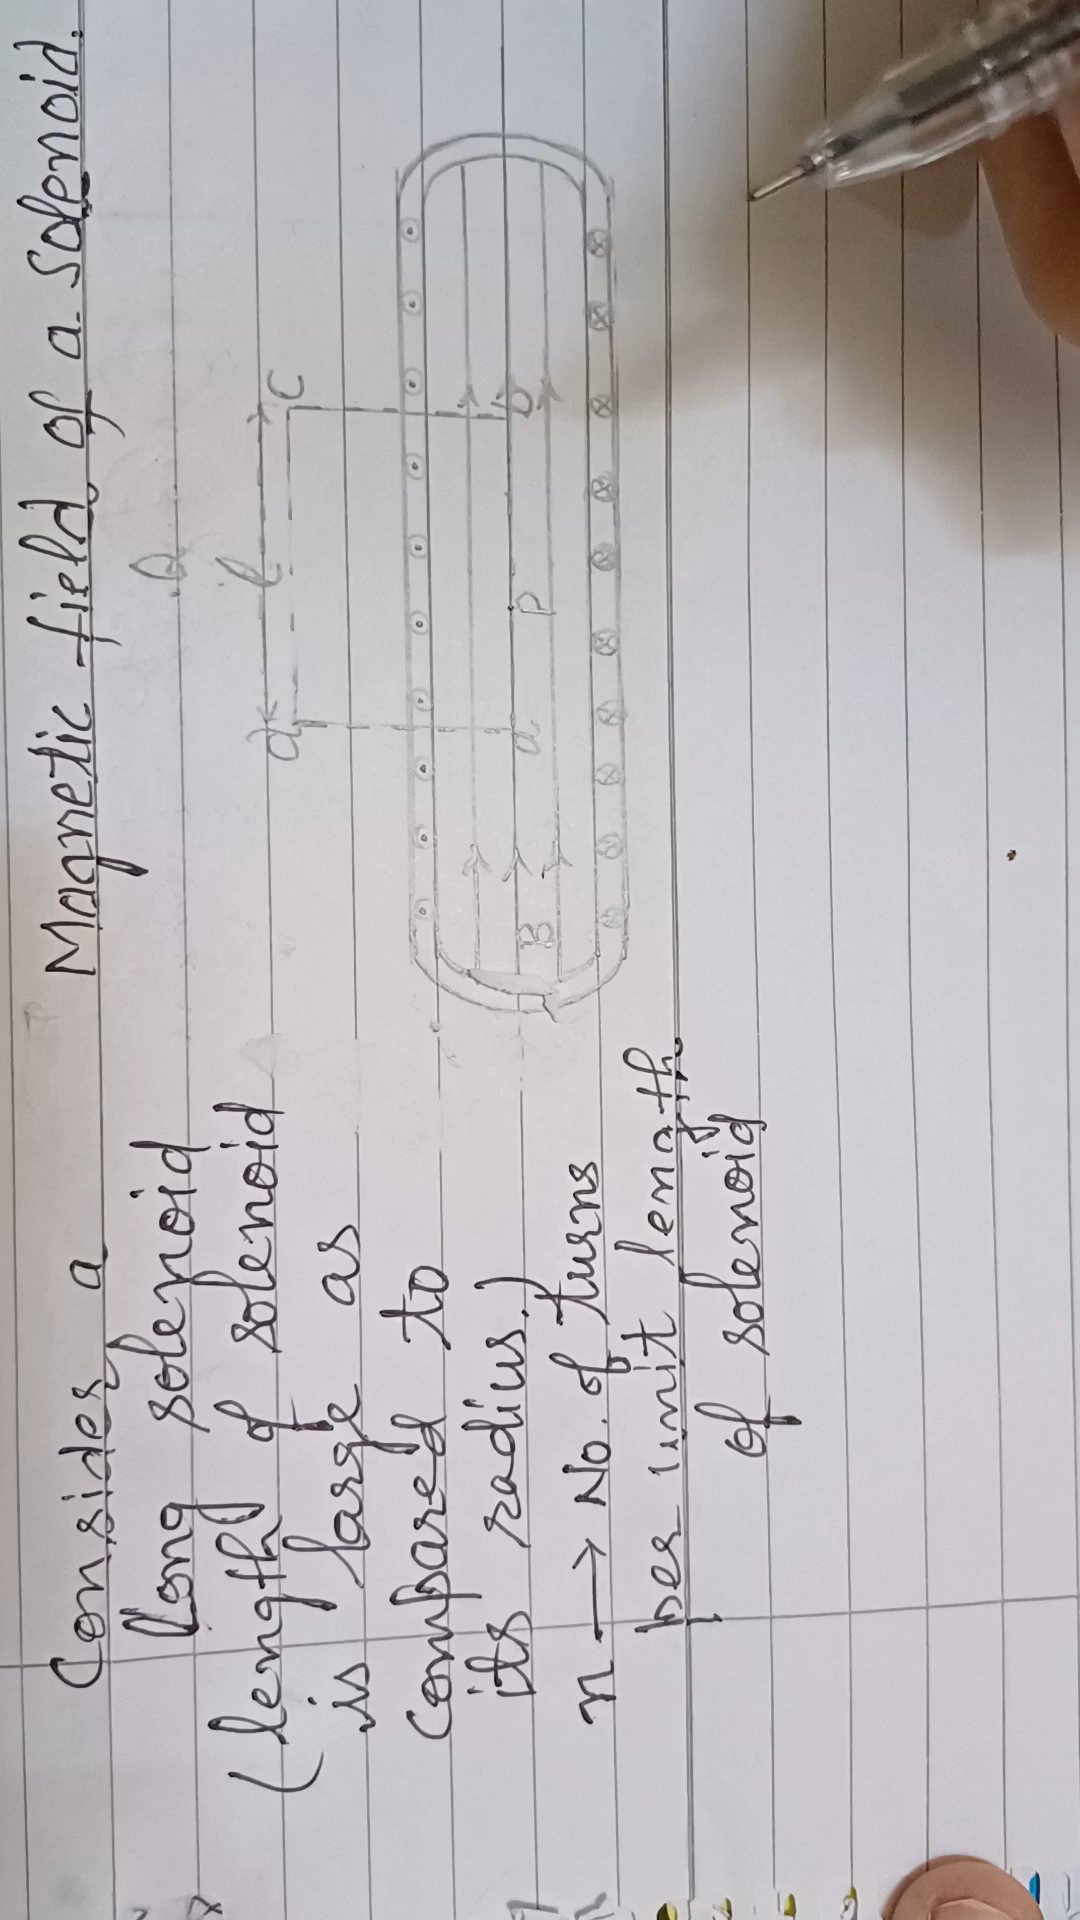 Magnetic field of a solenoid.
Consider a
long solenoid
(length of solenoid
is large as
compared to
its radius.)
n → No. of turns
per unit length
of solenoid
l
d
c
a
P
b
B